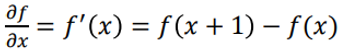 ∂f/∂x = f′(x) = f(x + 1) − f(x)